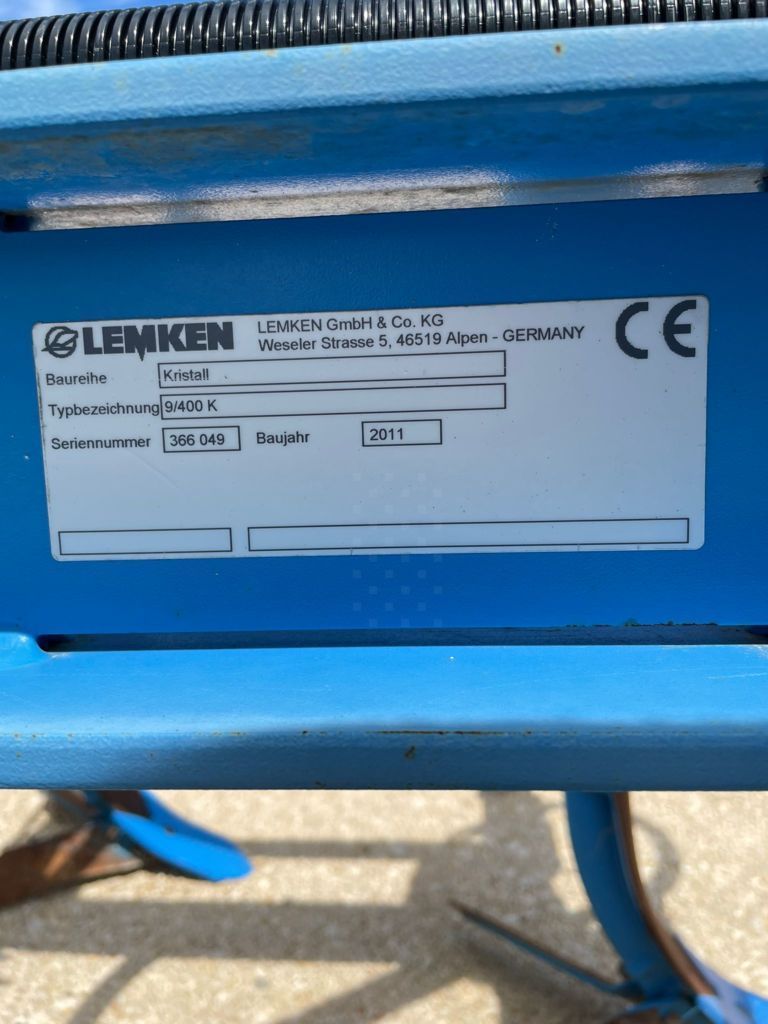 LEMKEN LEMKEN GmbH & Co. KG
Weseler Strasse 5, 46519 Alpen - GERMANY
CE
Baureihe Kristall
Typbezeichnung 9/400 K
Seriennummer 366 049 Baujahr 2011